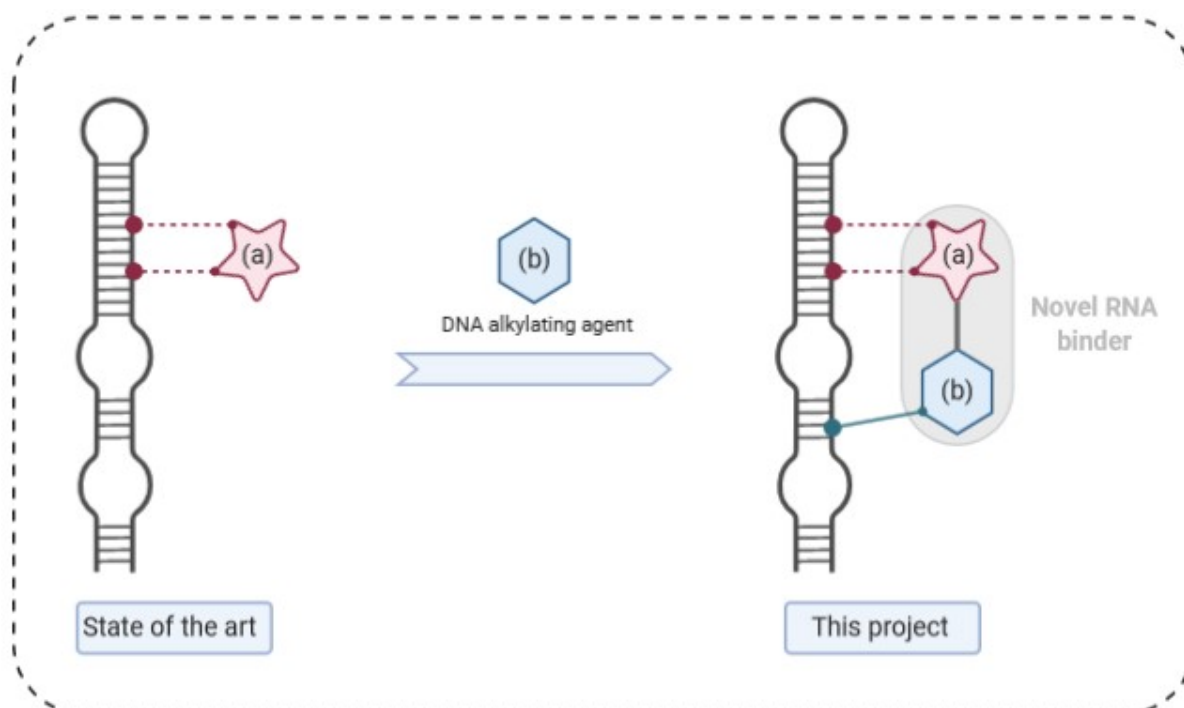 (a)
(b)
DNA alkylating agent
(a)
(b)
Novel RNA
binder
State of the art
This project